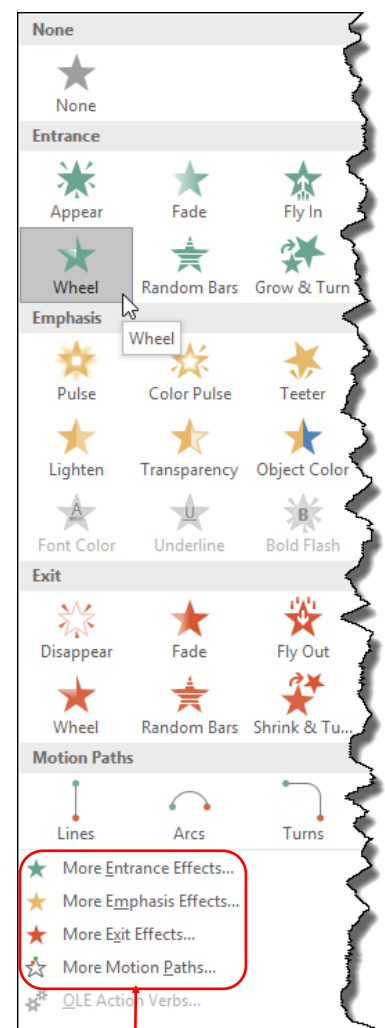 None
None
Entrance
Appear Fade Fly In
Wheel Random Bars Grow & Turn
Emphasis
Wheel
Pulse Color Pulse Teeter
Lighten Transparency Object Color
A U B
Font Color Underline Bold Flash
Exit
Disappear Fade Fly Out
Wheel Random Bars Shrink & Tu...
Motion Paths
Lines Arcs Turns
More Entrance Effects...
More Emphasis Effects...
More Exit Effects...
More Motion Paths...
OLE Action Verbs...